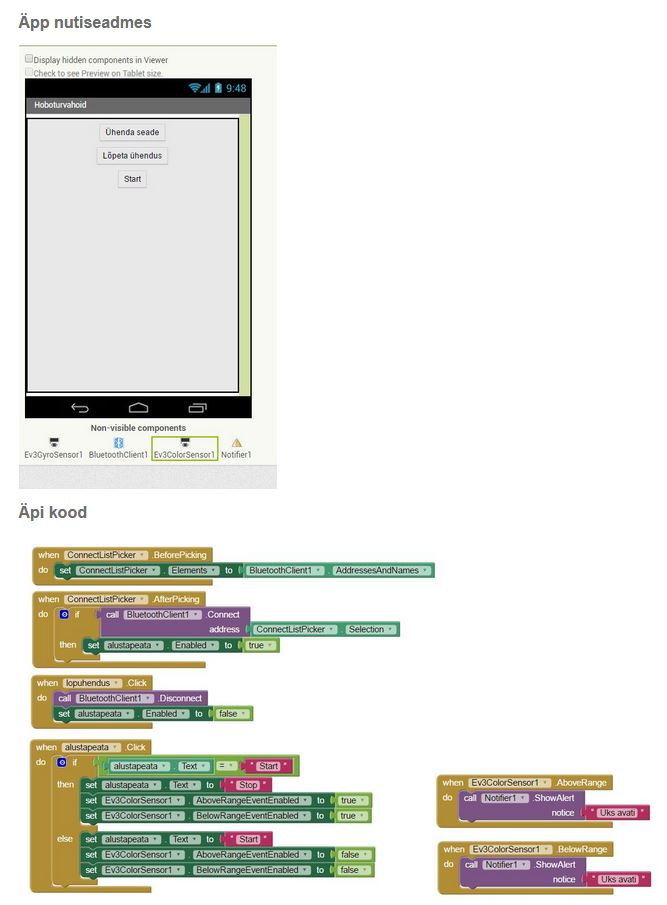 Äpp nutiseadmes
Display hidden components in Viewer
Check to see Preview on Tablet size.
9:48
Hoboturvahoid
Ühenda seade
Lõpeta ühendus
Start
Non-visible components
Ev3GyroSensor1 BluetoothClient1 Ev3ColorSensor1 Notifier1
Äpi kood
when ConnectListPicker .BeforePicking
do set ConnectListPicker . Elements to BluetoothClient1 . AddressesAndNames
when ConnectListPicker .AfterPicking
do if call BluetoothClient1 .Connect
address ConnectListPicker . Selection
then set alustapeata . Enabled to true
when lopuhendus .Click
do call BluetoothClient1 .Disconnect
set alustapeata . Enabled to false
when alustapeata .Click
do if alustapeata . Text = " Start "
then set alustapeata . Text to " Stop "
set Ev3ColorSensor1 . AboveRangeEventEnabled to true
set Ev3ColorSensor1 . BelowRangeEventEnabled to true
else set alustapeata . Text to " Start "
set Ev3ColorSensor1 . AboveRangeEventEnabled to false
set Ev3ColorSensor1 . BelowRangeEventEnabled to false
when Ev3ColorSensor1 .AboveRange
do call Notifier1 .ShowAlert
notice " Uks avati "
when Ev3ColorSensor1 .BelowRange
do call Notifier1 .ShowAlert
notice " Uks avati "